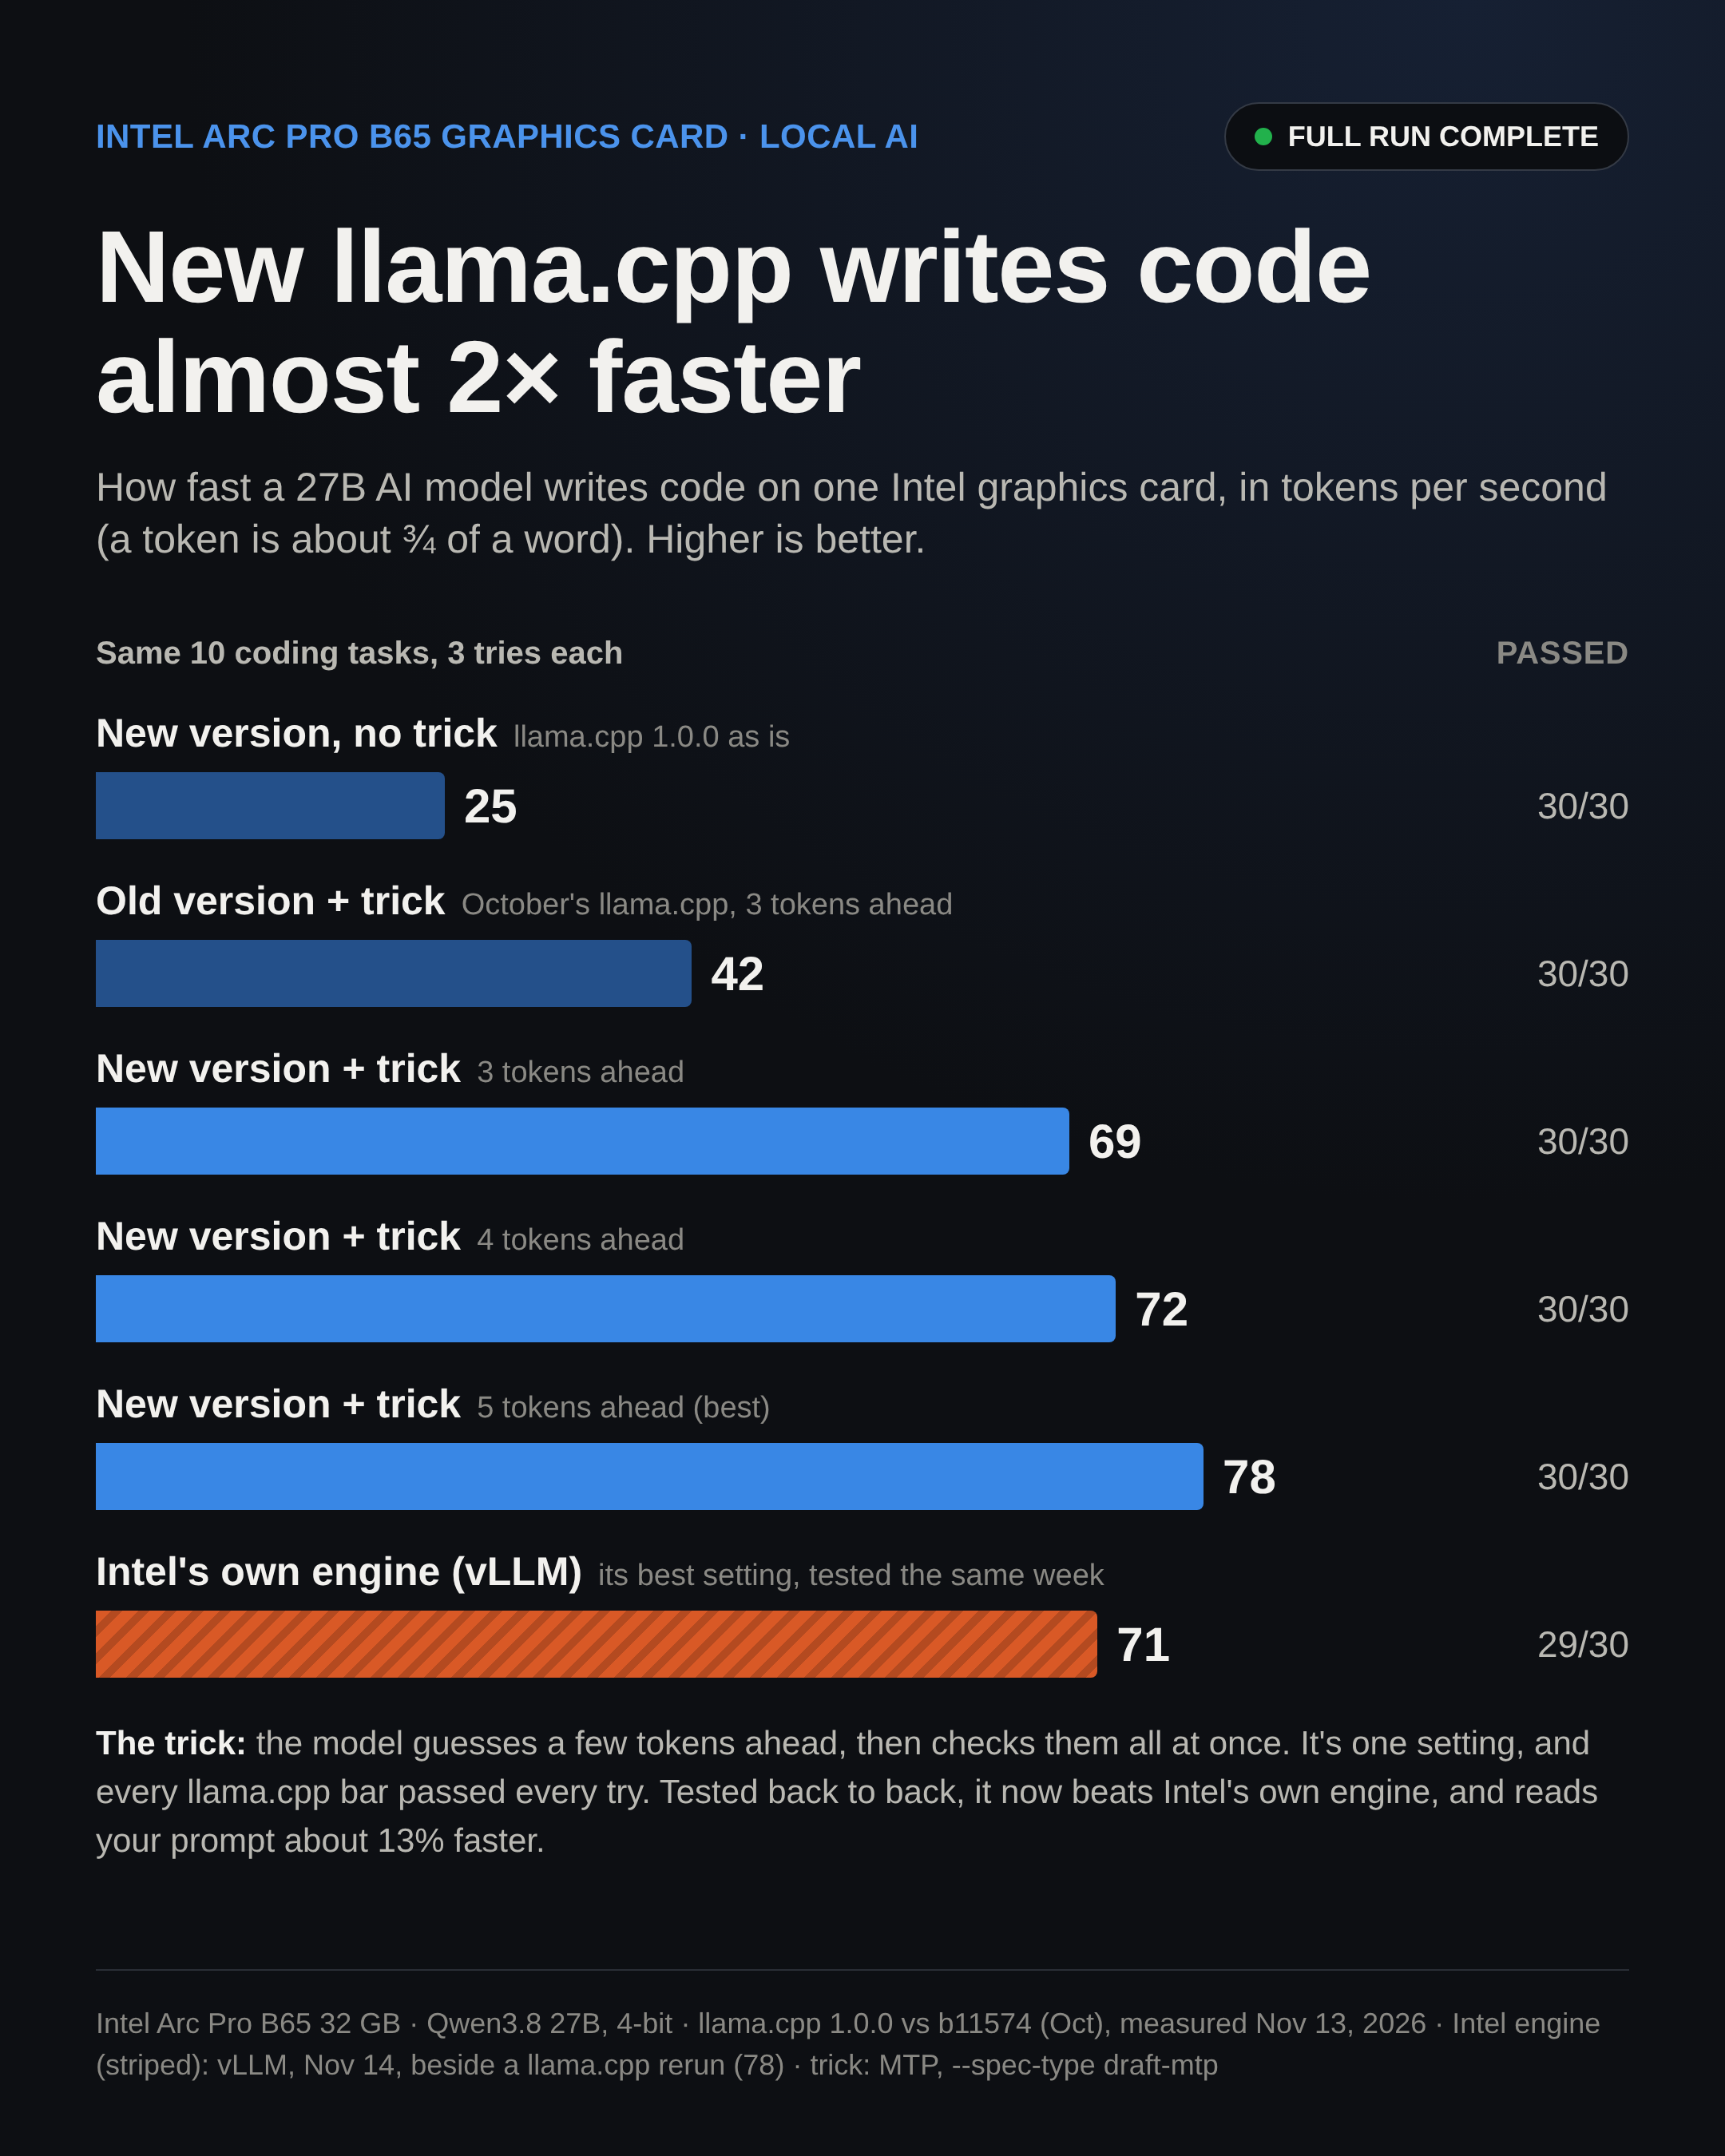 INTEL ARC PRO B65 GRAPHICS CARD · LOCAL AI
FULL RUN COMPLETE
New llama.cpp writes code
almost 2× faster
How fast a 27B AI model writes code on one Intel graphics card, in tokens per second
(a token is about ¾ of a word). Higher is better.
Same 10 coding tasks, 3 tries each
PASSED
New version, no trick llama.cpp 1.0.0 as is
25
30/30
Old version + trick October's llama.cpp, 3 tokens ahead
42
30/30
New version + trick 3 tokens ahead
69
30/30
New version + trick 4 tokens ahead
72
30/30
New version + trick 5 tokens ahead (best)
78
30/30
Intel's own engine (vLLM) its best setting, tested the same week
71
29/30
The trick: the model guesses a few tokens ahead, then checks them all at once. It's one setting, and
every llama.cpp bar passed every try. Tested back to back, it now beats Intel's own engine, and reads
your prompt about 13% faster.
Intel Arc Pro B65 32 GB · Qwen3.8 27B, 4-bit · llama.cpp 1.0.0 vs b11574 (Oct), measured Nov 13, 2026 · Intel engine
(striped): vLLM, Nov 14, beside a llama.cpp rerun (78) · trick: MTP, --spec-type draft-mtp